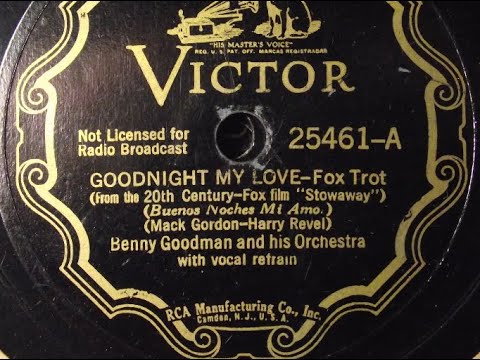 "HIS MASTER'S VOICE"
REG. U. S. PAT. OFF. MARCAS REGISTRADAS
VICTOR
Not Licensed for
Radio Broadcast
25461-A
GOODNIGHT MY LOVE-Fox Trot
(From the 20th Century-Fox film "Stowaway")
(Buenos Noches Mi Amo.)
(Mack Gordon-Harry Revel)
Benny Goodman and his Orchestra
with vocal refrain
RCA Manufacturing Co., Inc.
Camden, N. J., U. S. A.